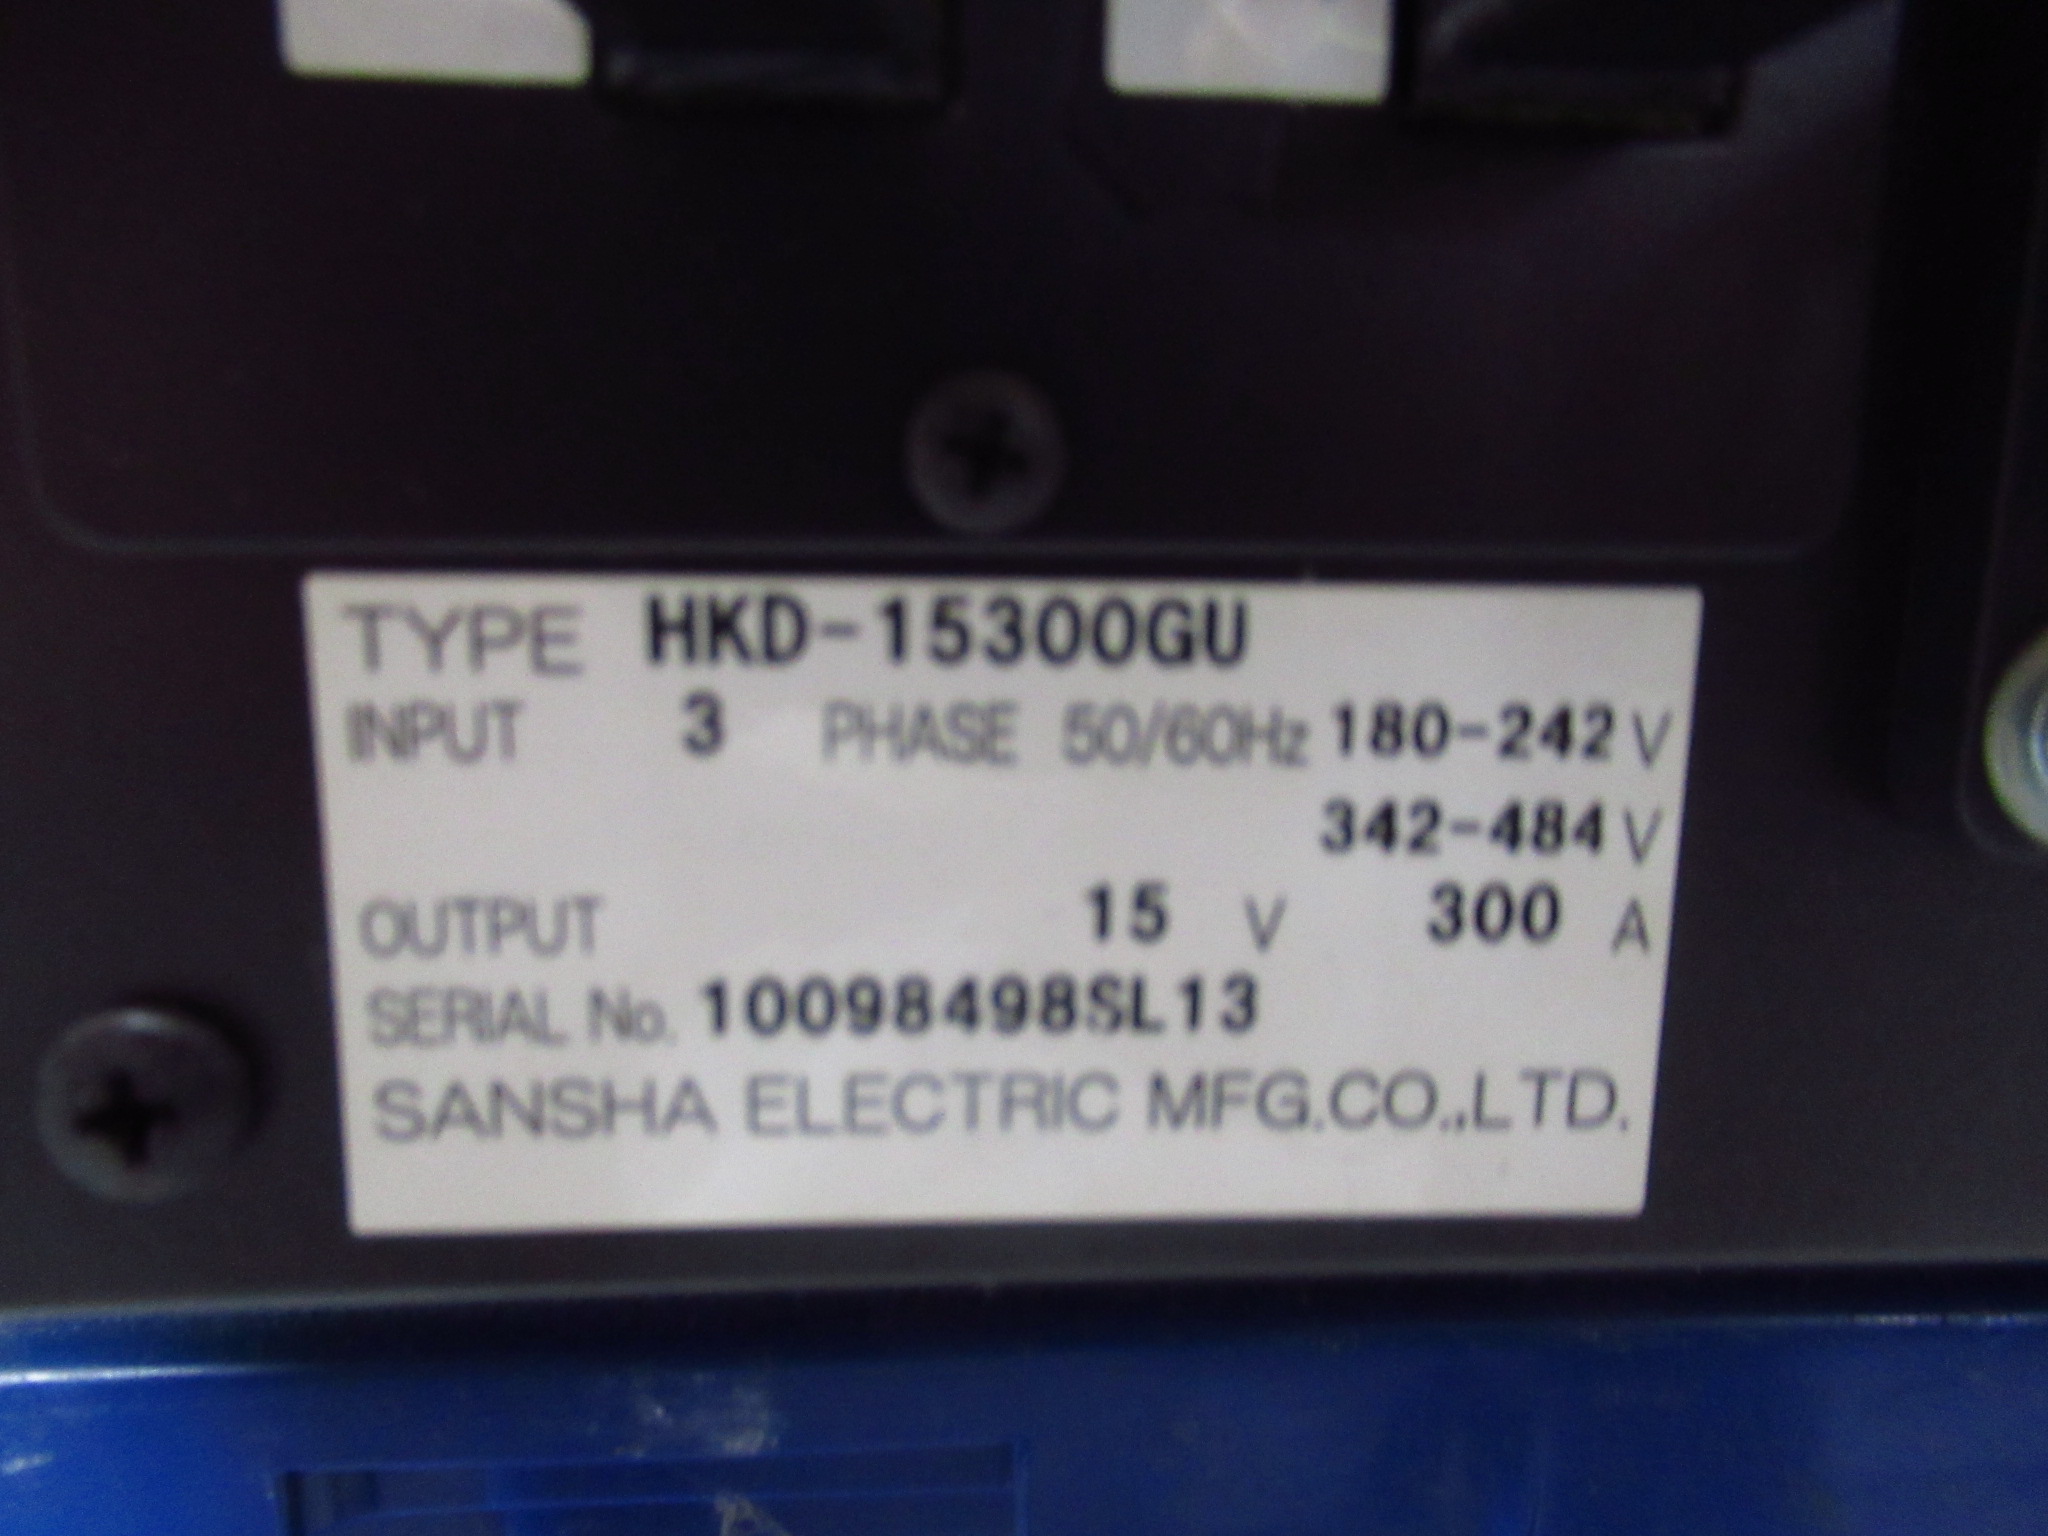 TYPE HKD-15300GU
INPUT 3 PHASE 50/60Hz 180-242 V
342-484 V
OUTPUT 15 V 300 A
SERIAL No. 10098498SL13
SANSHA ELECTRIC MFG.CO.,LTD.